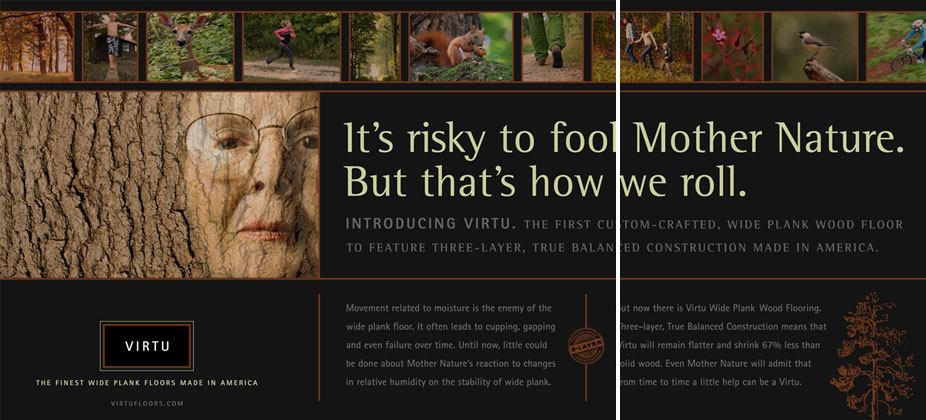 It's risky to fool Mother Nature.
But that's how we roll.
INTRODUCING VIRTU. THE FIRST CUSTOM-CRAFTED, WIDE PLANK WOOD FLOOR
TO FEATURE THREE-LAYER, TRUE BALANCED CONSTRUCTION MADE IN AMERICA.
VIRTU
THE FINEST WIDE PLANK FLOORS MADE IN AMERICA
VIRTUFLOORS.COM
Movement related to moisture is the enemy of the
wide plank floor. It often leads to cupping, gapping
and even failure over time. Until now, little could
be done about Mother Nature's reaction to changes
in relative humidity on the stability of wide plank.
3-LAYER
ut now there is Virtu Wide Plank Wood Flooring.
hree-layer, True Balanced Construction means that
Virtu will remain flatter and shrink 67% less than
olid wood. Even Mother Nature will admit that
rom time to time a little help can be a Virtu.